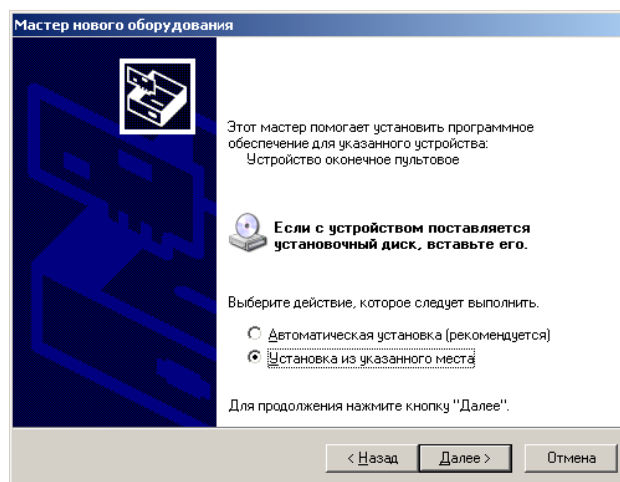 Мастер нового оборудования
Этот мастер помогает установить программное
обеспечение для указанного устройства:
Устройство оконечное пультовое
Если с устройством поставляется
установочный диск, вставьте его.
Выберите действие, которое следует выполнить.
Автоматическая установка (рекомендуется)
Установка из указанного места
Для продолжения нажмите кнопку "Далее".
< Назад Далее > Отмена